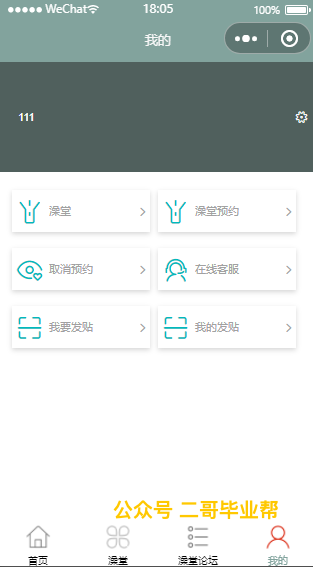 WeChat 18:05 100%
我的
111
澡堂 澡堂预约
取消预约 在线客服
我要发贴 我的发贴
公众号 二哥毕业帮
首页 澡堂 澡堂论坛 我的